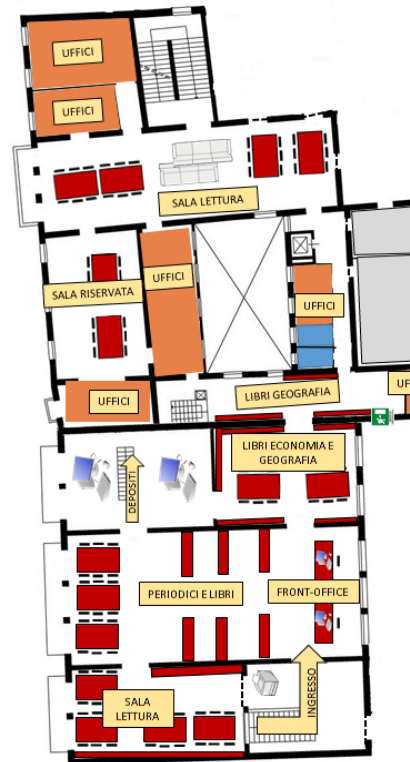 UFFICI
UFFICI
SALA LETTURA
UFFICI
SALA RISERVATA
UFFICI
UFFICI
LIBRI GEOGRAFIA
UF
LIBRI ECONOMIA E
GEOGRAFIA
DEPOSITI
PERIODICI E LIBRI
FRONT-OFFICE
SALA
LETTURA
INGRESSO